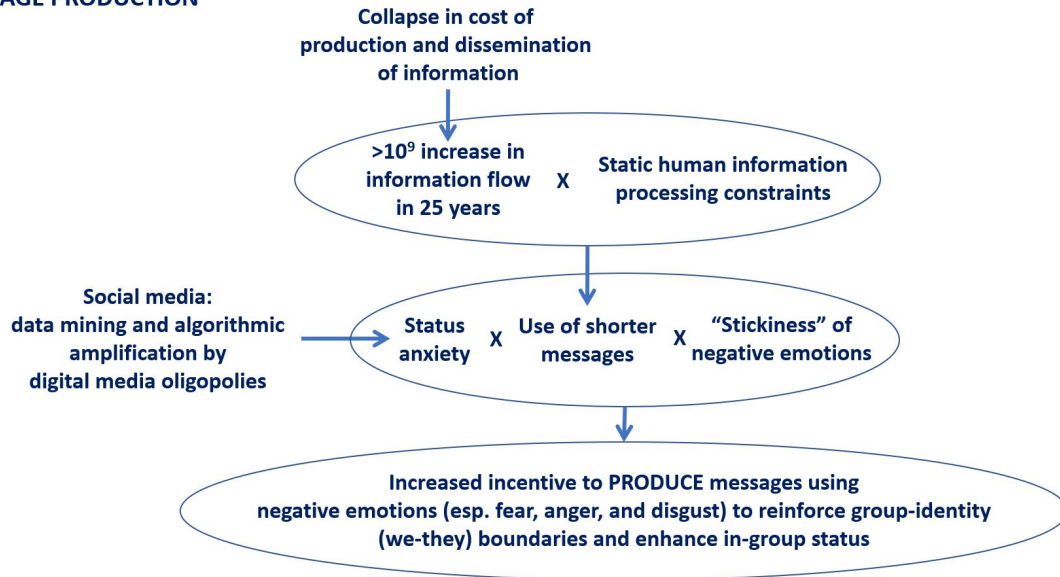 AGE PRODUCTION
Collapse in cost of
production and dissemination
of information
>10⁹ increase in
information flow
in 25 years
X
Static human information
processing constraints
Social media:
data mining and algorithmic
amplification by
digital media oligopolies
Status
anxiety
X
Use of shorter
messages
X
“Stickiness” of
negative emotions
Increased incentive to PRODUCE messages using
negative emotions (esp. fear, anger, and disgust) to reinforce group-identity
(we-they) boundaries and enhance in-group status